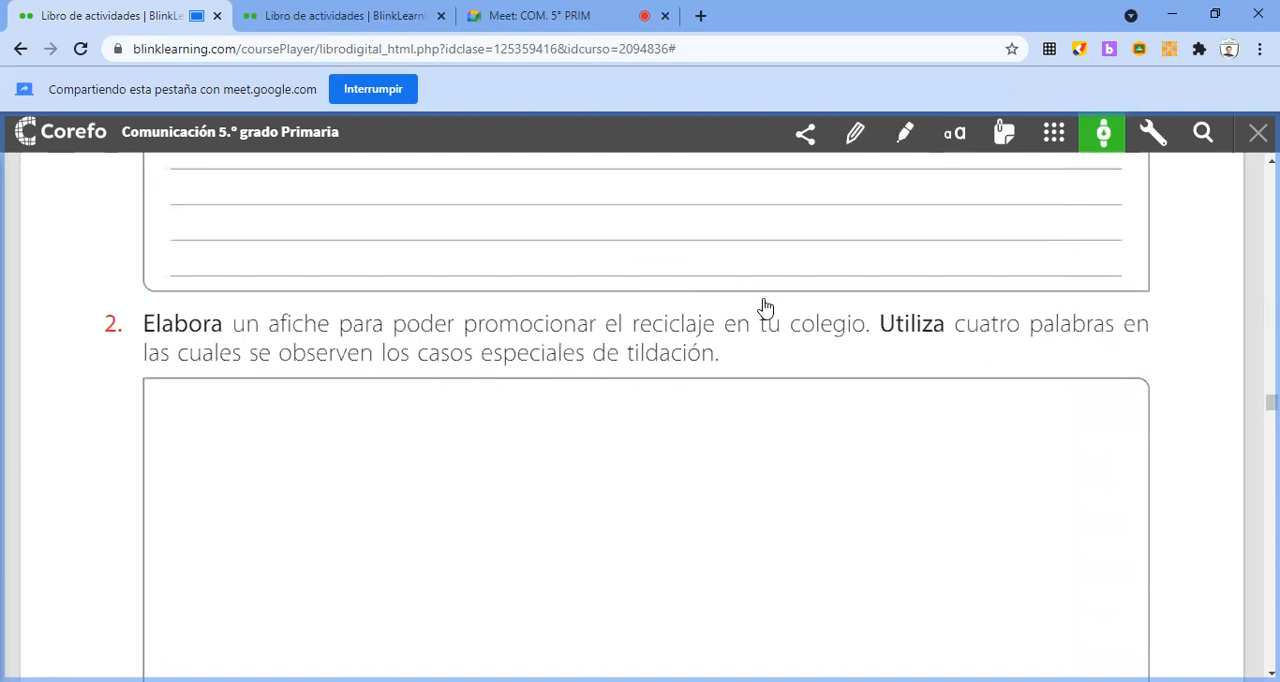 Libro de actividades | BlinkLe
Libro de actividades | BlinkLearni
Meet: COM. 5° PRIM
blinklearning.com/coursePlayer/librodigital_html.php?idclase=125359416&idcurso=2094836#
Compartiendo esta pestaña con meet.google.com
Interrumpir
Corefo
Comunicación 5.º grado Primaria
a a
2. Elabora un afiche para poder promocionar el reciclaje en tu colegio. Utiliza cuatro palabras en
las cuales se observen los casos especiales de tildación.